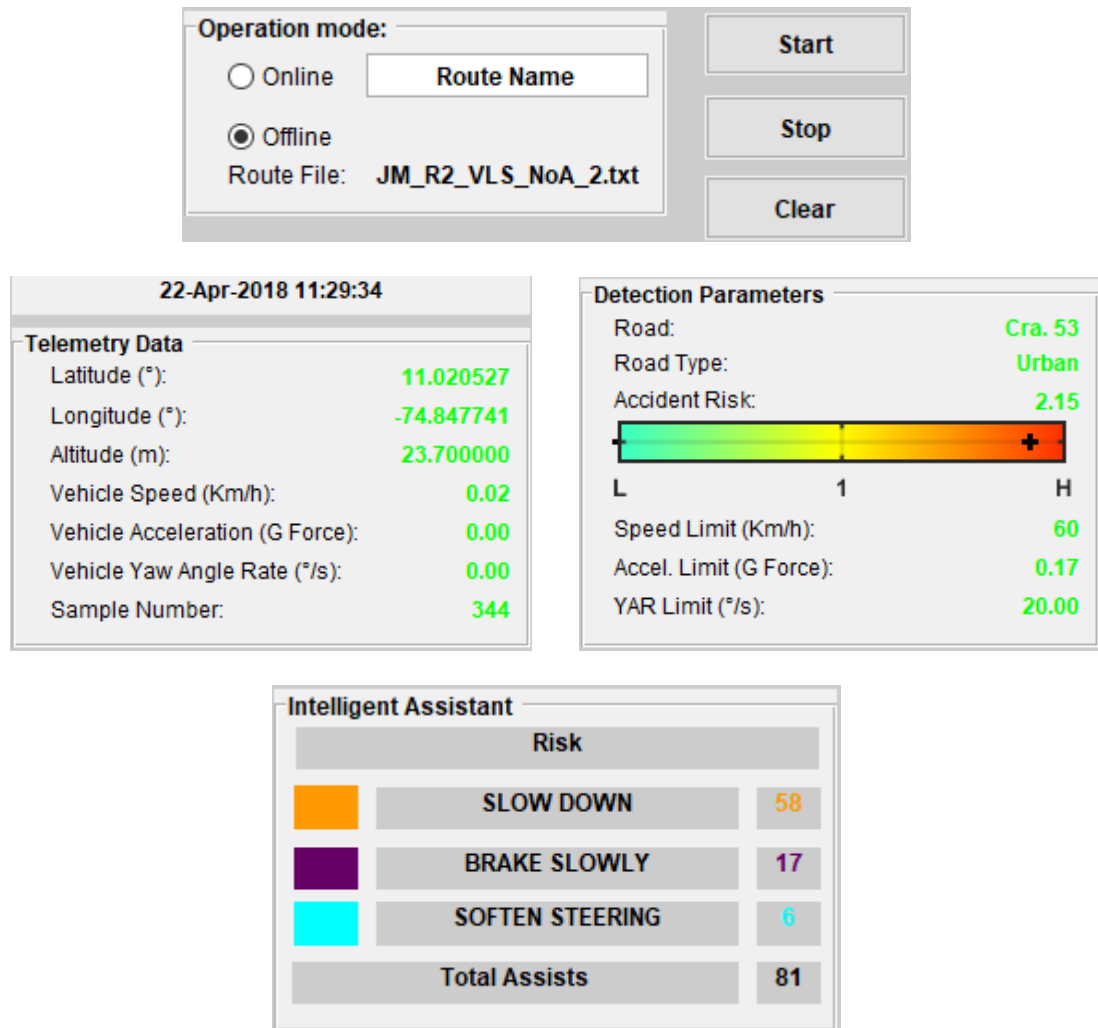 Operation mode:
Online
Route Name
Offline
Route File: JM_R2_VLS_NoA_2.txt
Start
Stop
Clear
22-Apr-2018 11:29:34
Telemetry Data
Latitude (°): 11.020527
Longitude (°): -74.847741
Altitude (m): 23.700000
Vehicle Speed (Km/h): 0.02
Vehicle Acceleration (G Force): 0.00
Vehicle Yaw Angle Rate (°/s): 0.00
Sample Number: 344
Detection Parameters
Road: Cra. 53
Road Type: Urban
Accident Risk: 2.15
L 1 H
Speed Limit (Km/h): 60
Accel. Limit (G Force): 0.17
YAR Limit (°/s): 20.00
Intelligent Assistant
Risk
SLOW DOWN 58
BRAKE SLOWLY 17
SOFTEN STEERING 6
Total Assists 81